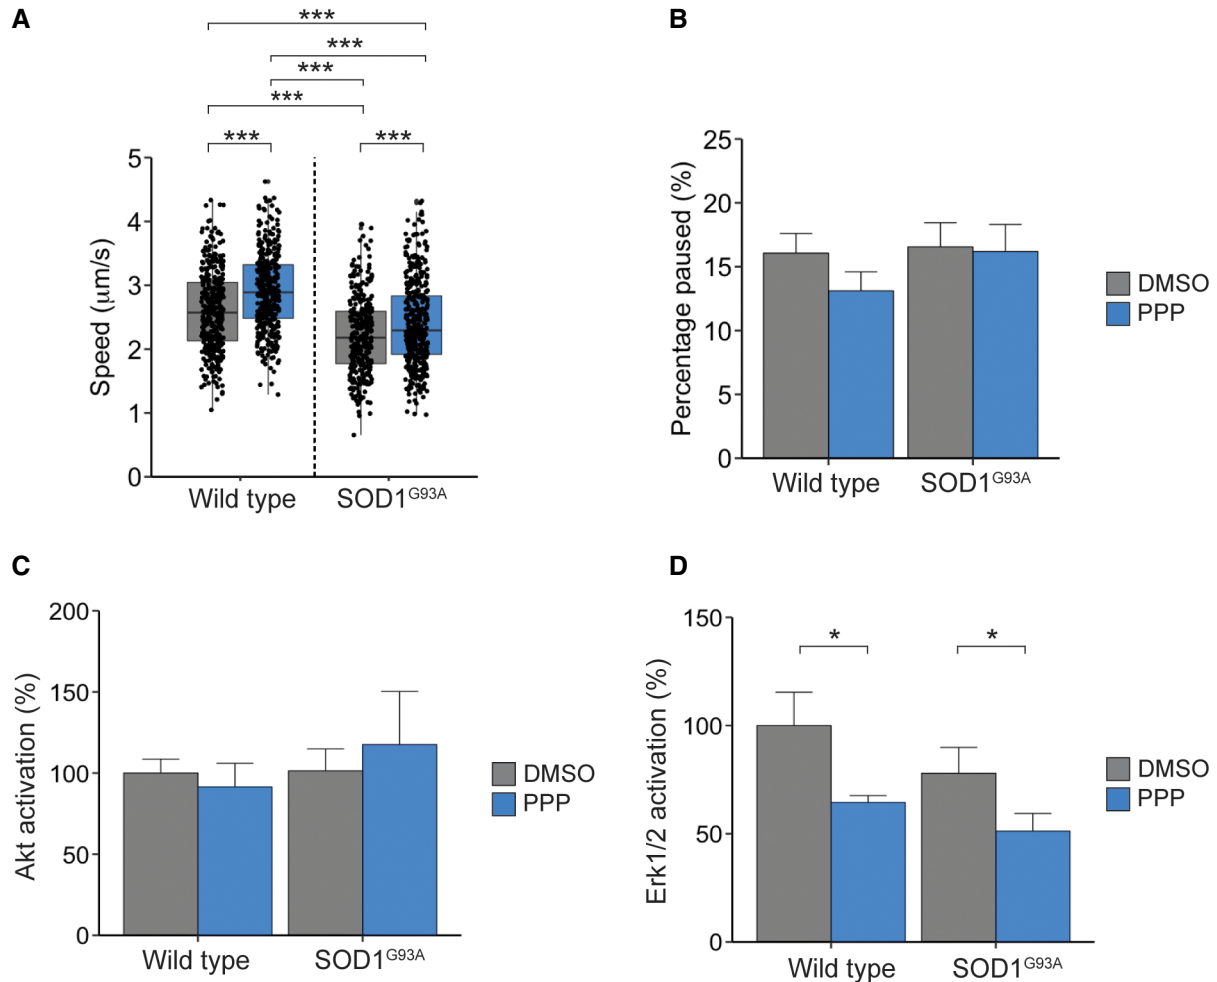 A
***
***
***
***
***
***
Speed (μm/s)
5
4
3
2
1
0
Wild type
SOD1G93A
B
Percentage paused (%)
25
20
15
10
5
0
Wild type
SOD1G93A
DMSO
PPP
C
Akt activation (%)
200
150
100
50
0
Wild type
SOD1G93A
DMSO
PPP
D
Erk1/2 activation (%)
150
100
50
0
*
*
Wild type
SOD1G93A
DMSO
PPP